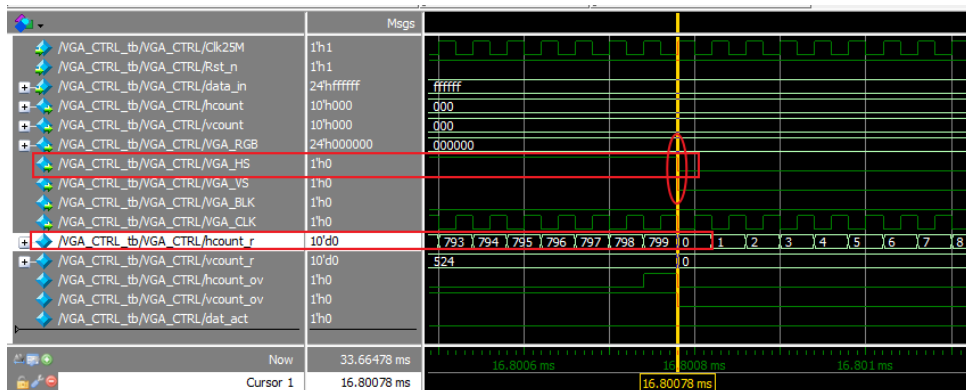 Msgs
/VGA_CTRL_tb/VGA_CTRL/Clk25M 1'h1
/VGA_CTRL_tb/VGA_CTRL/Rst_n 1'h1
/VGA_CTRL_tb/VGA_CTRL/data_in 24'hffffff ffffff
/VGA_CTRL_tb/VGA_CTRL/hcount 10'h000 000
/VGA_CTRL_tb/VGA_CTRL/vcount 10'h000 000
/VGA_CTRL_tb/VGA_CTRL/VGA_RGB 24'h000000 000000
/VGA_CTRL_tb/VGA_CTRL/VGA_HS 1'h0
/VGA_CTRL_tb/VGA_CTRL/VGA_VS 1'h0
/VGA_CTRL_tb/VGA_CTRL/VGA_BLK 1'h0
/VGA_CTRL_tb/VGA_CTRL/VGA_CLK 1'h0
/VGA_CTRL_tb/VGA_CTRL/hcount_r 10'd0 793 794 795 796 797 798 799 0 1 2 3 4 5 6 7 8
/VGA_CTRL_tb/VGA_CTRL/vcount_r 10'd0 524 0
/VGA_CTRL_tb/VGA_CTRL/hcount_ov 1'h0
/VGA_CTRL_tb/VGA_CTRL/vcount_ov 1'h0
/VGA_CTRL_tb/VGA_CTRL/dat_act 1'h0
Now 33.66478 ms 16.8006 ms 16.8008 ms 16.801 ms
Cursor 1 16.80078 ms 16.80078 ms